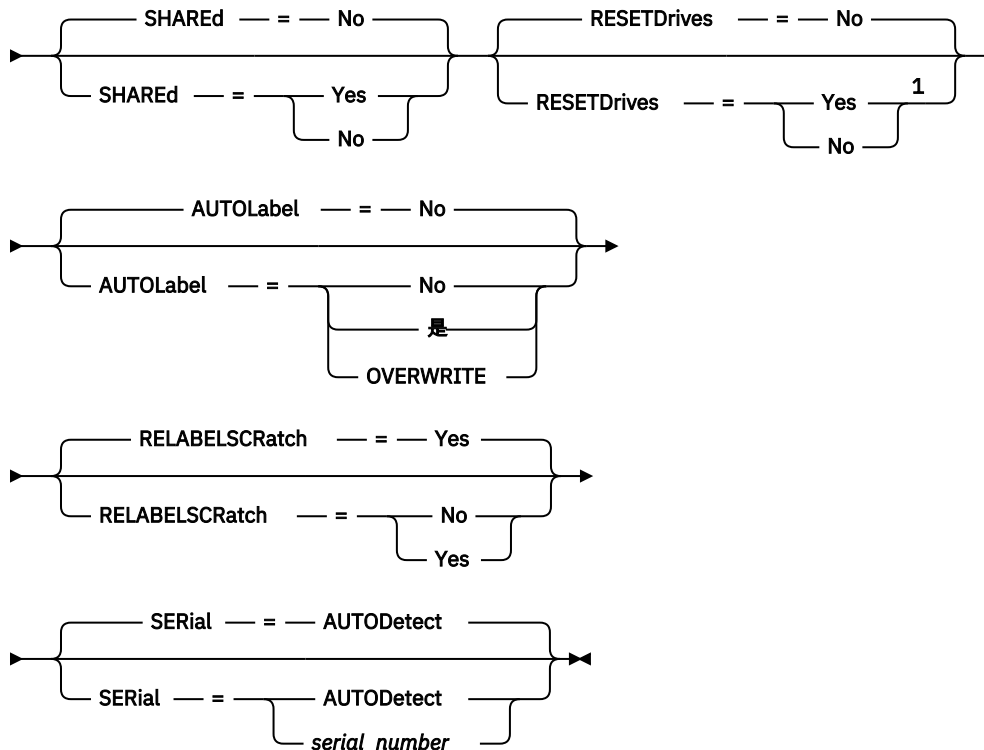 SHAREd = No
RESETDrives = No
SHAREd = Yes
No
RESETDrives = Yes 1
No
AUTOLabel = No
AUTOLabel = No
是
OVERWRITE
RELABELSCRatch = Yes
RELABELSCRatch = No
Yes
SERial = AUTODetect
SERial = AUTODetect
serial_number